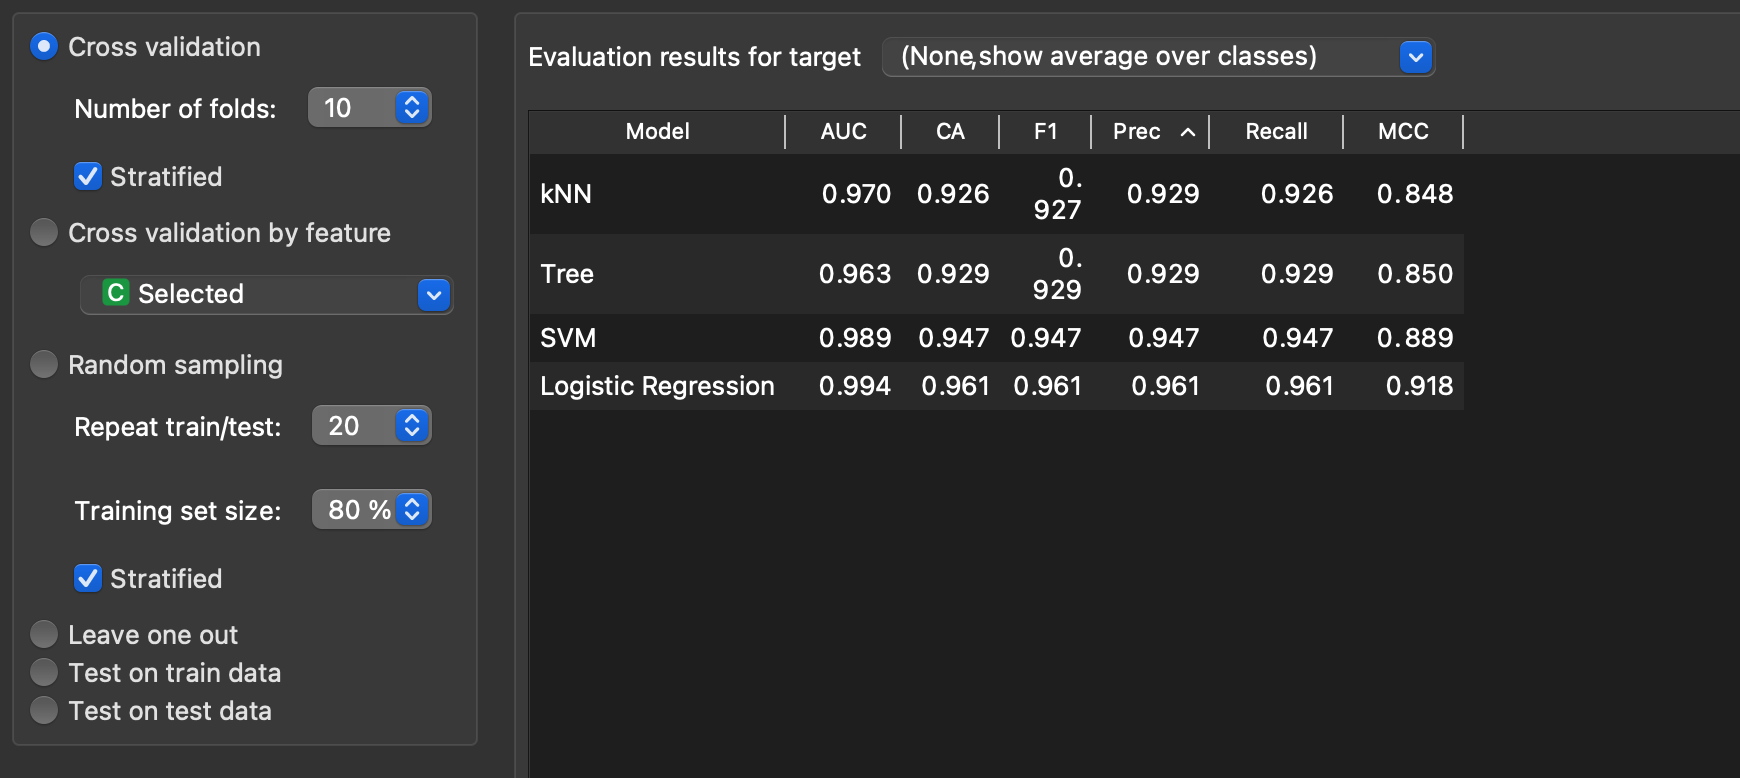 Cross validation
Number of folds: 10
Stratified
Cross validation by feature
C Selected
Random sampling
Repeat train/test: 20
Training set size: 80 %
Stratified
Leave one out
Test on train data
Test on test data
Evaluation results for target (None,show average over classes)
Model AUC CA F1 Prec Recall MCC
kNN 0.970 0.926 0.927 0.929 0.926 0.848
Tree 0.963 0.929 0.929 0.929 0.929 0.850
SVM 0.989 0.947 0.947 0.947 0.947 0.889
Logistic Regression 0.994 0.961 0.961 0.961 0.961 0.918